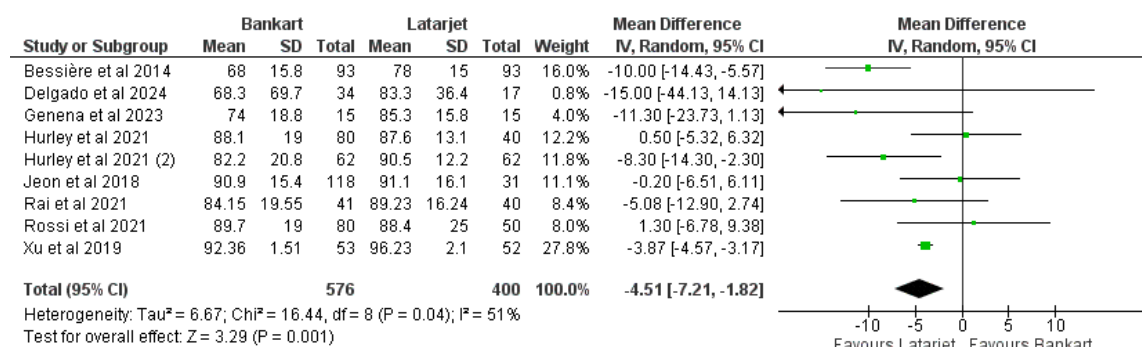 Bankart Latarjet Mean Difference Mean Difference
Study or Subgroup Mean SD Total Mean SD Total Weight IV, Random, 95% CI IV, Random, 95% CI
Bessière et al 2014 68 15.8 93 78 15 93 16.0% -10.00 [-14.43, -5.57]
Delgado et al 2024 68.3 69.7 34 83.3 36.4 17 0.8% -15.00 [-44.13, 14.13]
Genena et al 2023 74 18.8 15 85.3 15.8 15 4.0% -11.30 [-23.73, 1.13]
Hurley et al 2021 88.1 19 80 87.6 13.1 40 12.2% 0.50 [-5.32, 6.32]
Hurley et al 2021 (2) 82.2 20.8 62 90.5 12.2 62 11.8% -8.30 [-14.30, -2.30]
Jeon et al 2018 90.9 15.4 118 91.1 16.1 31 11.1% -0.20 [-6.51, 6.11]
Rai et al 2021 84.15 19.55 41 89.23 16.24 40 8.4% -5.08 [-12.90, 2.74]
Rossi et al 2021 89.7 19 80 88.4 25 50 8.0% 1.30 [-6.78, 9.38]
Xu et al 2019 92.36 1.51 53 96.23 2.1 52 27.8% -3.87 [-4.57, -3.17]
Total (95% CI) 576 400 100.0% -4.51 [-7.21, -1.82]
Heterogeneity: Tau² = 6.67; Chi² = 16.44, df = 8 (P = 0.04); I² = 51%
Test for overall effect: Z = 3.29 (P = 0.001)
-10 -5 0 5 10
Favours Latarjet Favours Bankart